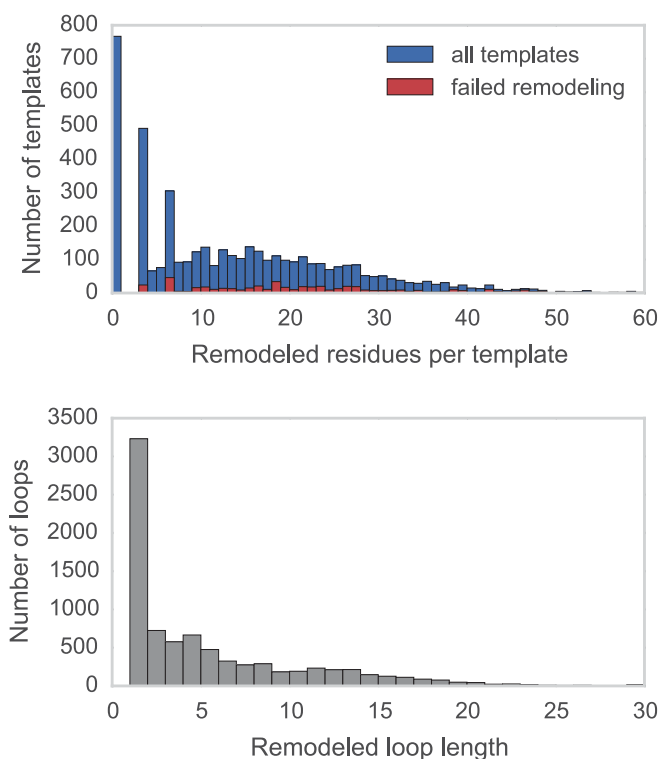 800
700
600
500
400
300
200
100
0
Number of templates
all templates
failed remodeling
0 10 20 30 40 50 60
Remodeled residues per template
3500
3000
2500
2000
1500
1000
500
0
Number of loops
0 5 10 15 20 25 30
Remodeled loop length